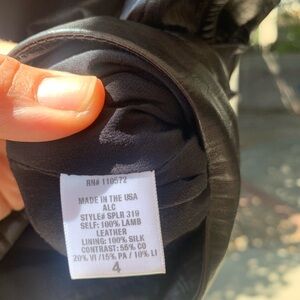 RN# 110572
MADE IN THE USA
ALC
STYLE# SPLR 319
SELF: 100% LAMB
LEATHER
LINING: 100% SILK
CONTRAST: 55% CO
20% VI /15% PA / 10% LI
4